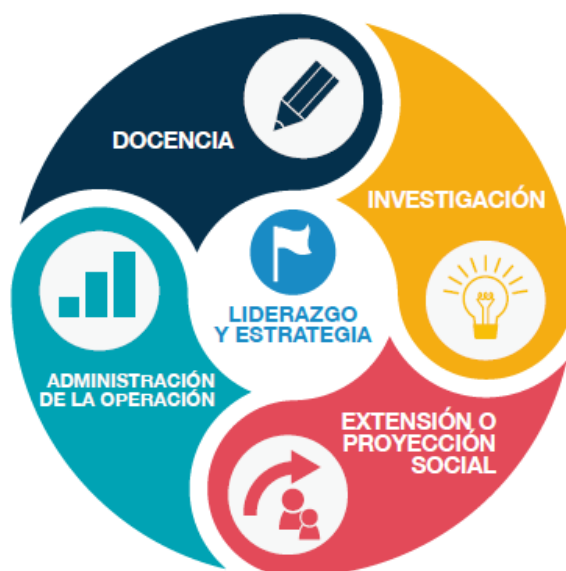 DOCENCIA
INVESTIGACIÓN
LIDERAZGO
Y ESTRATEGIA
ADMINISTRACIÓN
DE LA OPERACIÓN
EXTENSIÓN O
PROYECCIÓN
SOCIAL